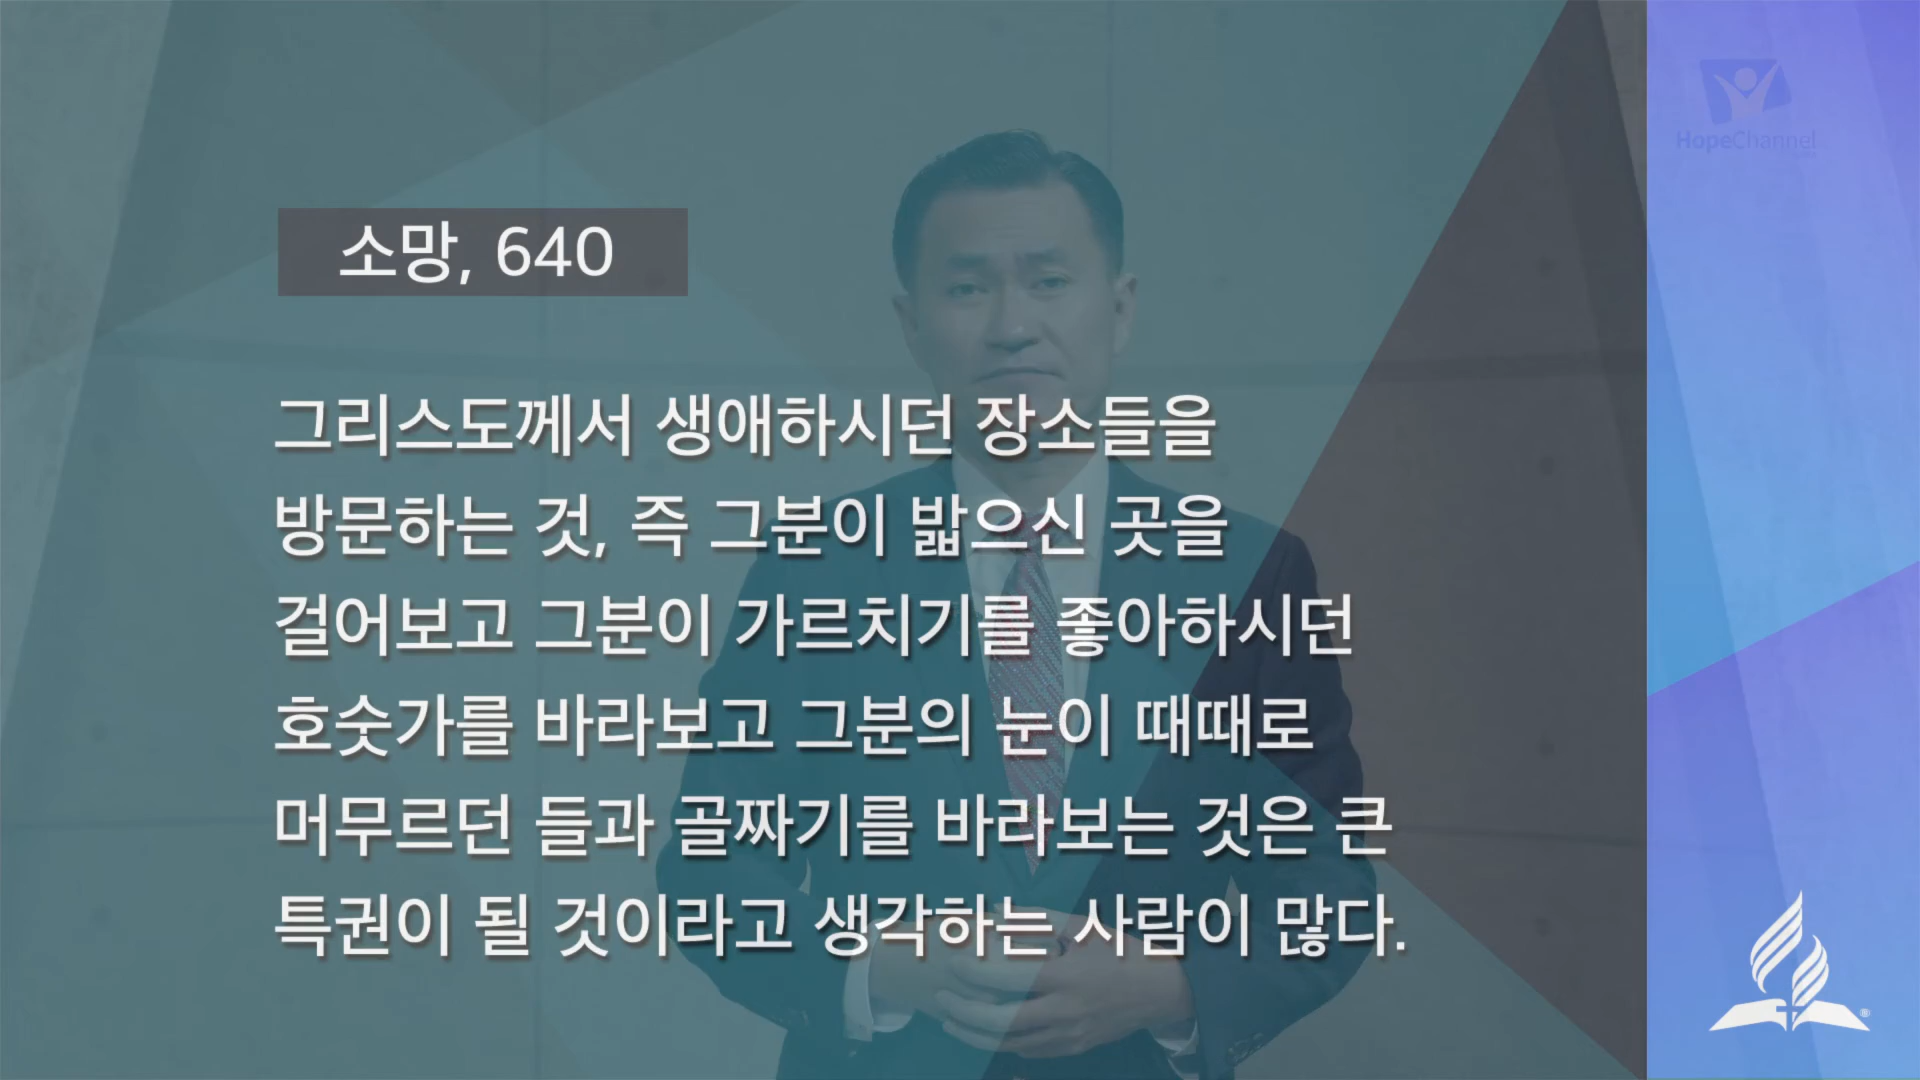 HopeChannel
소망, 640
그리스도께서 생애하시던 장소들을
방문하는 것, 즉 그분이 밟으신 곳을
걸어보고 그분이 가르치기를 좋아하시던
호숫가를 바라보고 그분의 눈이 때때로
머무르던 들과 골짜기를 바라보는 것은 큰
특권이 될 것이라고 생각하는 사람이 많다.
®